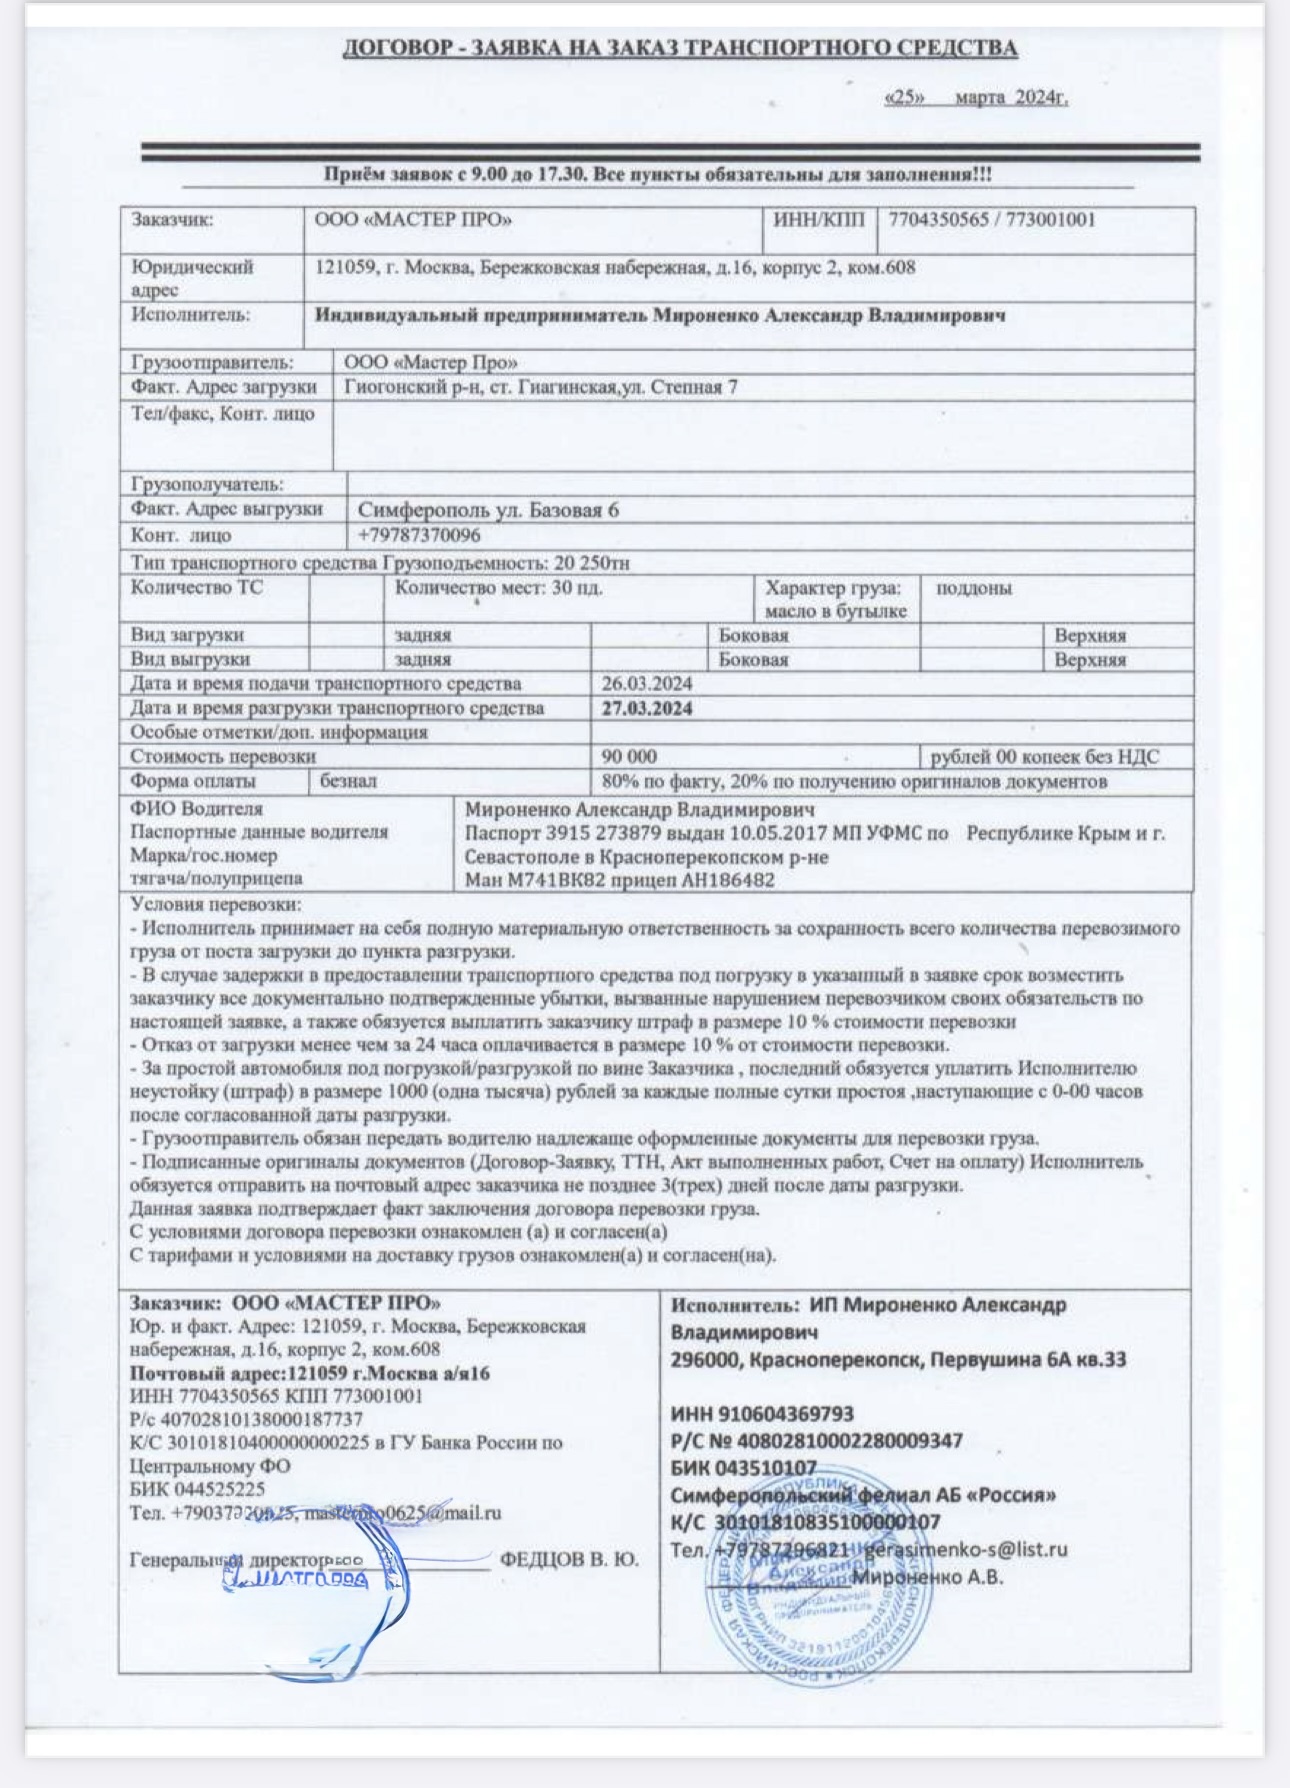 ДОГОВОР - ЗАЯВКА НА ЗАКАЗ ТРАНСПОРТНОГО СРЕДСТВА
«25» марта 2024г.
Приём заявок с 9.00 до 17.30. Все пункты обязательны для заполнения!!!
Заказчик: ООО «МАСТЕР ПРО» ИНН/КПП 7704350565 / 773001001
Юридический адрес 121059, г. Москва, Бережковская набережная, д.16, корпус 2, ком.608
Исполнитель: Индивидуальный предприниматель Мироненко Александр Владимирович
Грузоотправитель: ООО «Мастер Про»
Факт. Адрес загрузки Гиогонский р-н, ст. Гиагинская,ул. Степная 7
Тел/факс, Конт. лицо
Грузополучатель:
Факт. Адрес выгрузки Симферополь ул. Базовая 6
Конт. лицо +79787370096
Тип транспортного средства Грузоподъемность: 20 250тн
Количество ТС Количество мест: 30 пд. Характер груза: масло в бутылке поддоны
Вид загрузки задняя Боковая Верхняя
Вид выгрузки задняя Боковая Верхняя
Дата и время подачи транспортного средства 26.03.2024
Дата и время разгрузки транспортного средства 27.03.2024
Особые отметки/доп. информация
Стоимость перевозки 90 000 рублей 00 копеек без НДС
Форма оплаты безнал 80% по факту, 20% по получению оригиналов документов
ФИО Водителя Мироненко Александр Владимирович
Паспортные данные водителя Паспорт 3915 273879 выдан 10.05.2017 МП УФМС по Республике Крым и г.
Марка/гос.номер Севастополе в Красноперекопском р-не
тягача/полуприцепа Ман М741ВК82 прицеп АН186482
Условия перевозки:
- Исполнитель принимает на себя полную материальную ответственность за сохранность всего количества перевозимого
груза от поста загрузки до пункта разгрузки.
- В случае задержки в предоставлении транспортного средства под погрузку в указанный в заявке срок возместить
заказчику все документально подтвержденные убытки, вызванные нарушением перевозчиком своих обязательств по
настоящей заявке, а также обязуется выплатить заказчику штраф в размере 10 % стоимости перевозки
- Отказ от загрузки менее чем за 24 часа оплачивается в размере 10 % от стоимости перевозки.
- За простой автомобиля под погрузкой/разгрузкой по вине Заказчика , последний обязуется уплатить Исполнителю
неустойку (штраф) в размере 1000 (одна тысяча) рублей за каждые полные сутки простоя ,наступающие с 0-00 часов
после согласованной даты разгрузки.
- Грузоотправитель обязан передать водителю надлежаще оформленные документы для перевозки груза.
- Подписанные оригиналы документов (Договор-Заявку, ТТН, Акт выполненных работ, Счет на оплату) Исполнитель
обязуется отправить на почтовый адрес заказчика не позднее 3(трех) дней после даты разгрузки.
Данная заявка подтверждает факт заключения договора перевозки груза.
С условиями договора перевозки ознакомлен (а) и согласен(а)
С тарифами и условиями на доставку грузов ознакомлен(а) и согласен(на).
Заказчик: ООО «МАСТЕР ПРО»
Юр. и факт. Адрес: 121059, г. Москва, Бережковская
набережная, д.16, корпус 2, ком.608
Почтовый адрес:121059 г.Москва а/я16
ИНН 7704350565 КПП 773001001
Р/с 40702810138000187737
К/С 30101810400000000225 в ГУ Банка России по
Центральному ФО
БИК 044525225
Тел.
Генеральный директор ФЕДЦОВ В. Ю.
Исполнитель: ИП Мироненко Александр
Владимирович
296000, Красноперекопск, Первушина 6А кв.33
ИНН 910604369793
Р/С № 40802810002280009347
БИК 043510107
Симферопольский фелиал АБ «Россия»
К/С 30101810835100000107
Тел. +79787296821 gerasimenko-s@list.ru
Мироненко А.В.
Александр
Владимирович
ИНДИВИДУАЛЬНЫЙ
ПРЕДПРИНИМАТЕЛЬ